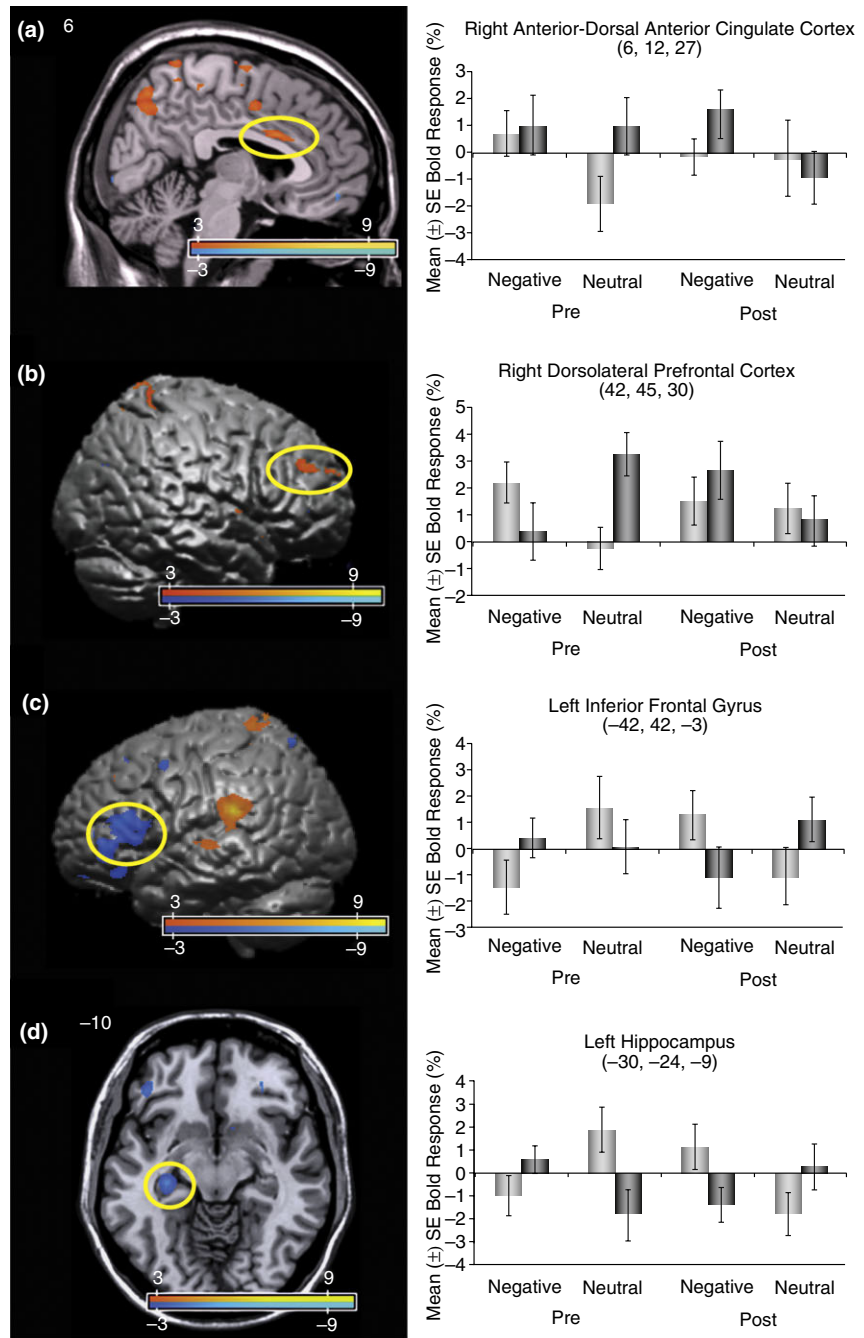 (a) 6
3 9
−3 −9
Right Anterior-Dorsal Anterior Cingulate Cortex
(6, 12, 27)
Mean (±) SE Bold Response (%)
3
2
1
0
−1
−2
−3
−4
Negative Neutral Negative Neutral
Pre Post
(b)
3 9
−3 −9
Right Dorsolateral Prefrontal Cortex
(42, 45, 30)
Mean (±) SE Bold Response (%)
5
4
3
2
1
0
−1
−2
Negative Neutral Negative Neutral
Pre Post
(c)
3 9
−3 −9
Left Inferior Frontal Gyrus
(−42, 42, −3)
Mean (±) SE Bold Response (%)
4
3
2
1
0
−1
−2
−3
Negative Neutral Negative Neutral
Pre Post
(d) −10
3 9
−3 −9
Left Hippocampus
(−30, −24, −9)
Mean (±) SE Bold Response (%)
4
3
2
1
0
−1
−2
−3
−4
Negative Neutral Negative Neutral
Pre Post